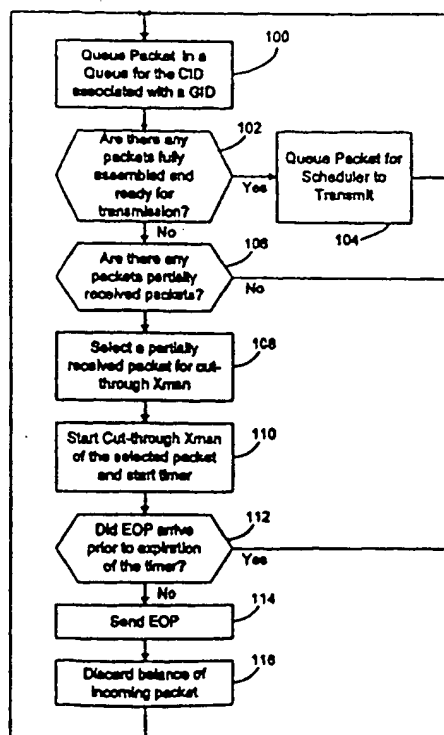 Queue Packet in a
Queue for the CID
associated with a GID
100
Are there any
packets fully
assembled end
ready for
transmission?
102
Yes
Queue Packet for
Scheduler to
Transmit
104
No
106
Are there any
packets partially
received packets?
No
Select a partially
received packet for cut-
through Xman
108
Start Cut-through Xman
of the selected packet
and start timer
110
Did EOP arrive
prior to expiration
of the timer?
112
Yes
No
114
Send EOP
116
Discard balance of
incoming packet